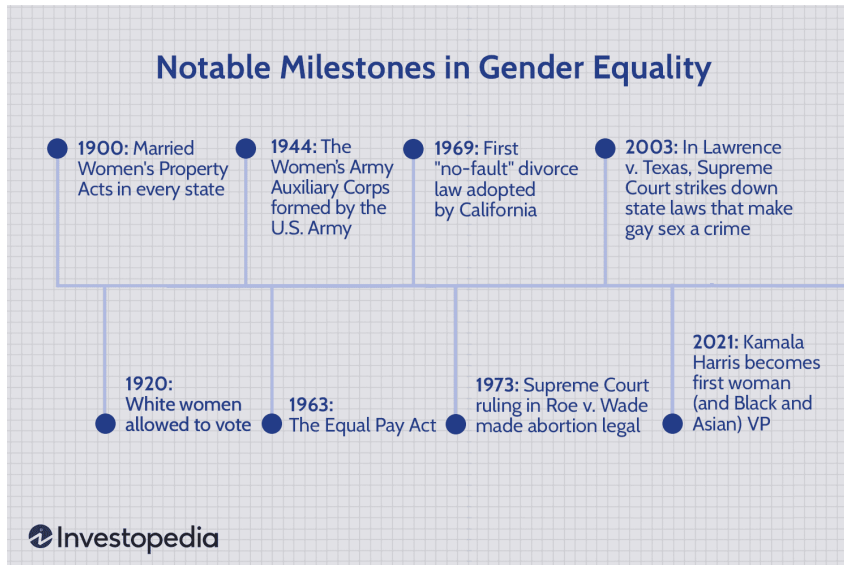 Notable Milestones in Gender Equality
1900: Married
Women's Property
Acts in every state
1920:
White women
allowed to vote
1944: The
Women's Army
Auxiliary Corps
formed by the
U.S. Army
1963:
The Equal Pay Act
1969: First
"no-fault" divorce
law adopted
by California
1973: Supreme Court
ruling in Roe v. Wade
made abortion legal
2003: In Lawrence
v. Texas, Supreme
Court strikes down
state laws that make
gay sex a crime
2021: Kamala
Harris becomes
first woman
(and Black and
Asian) VP
Investopedia